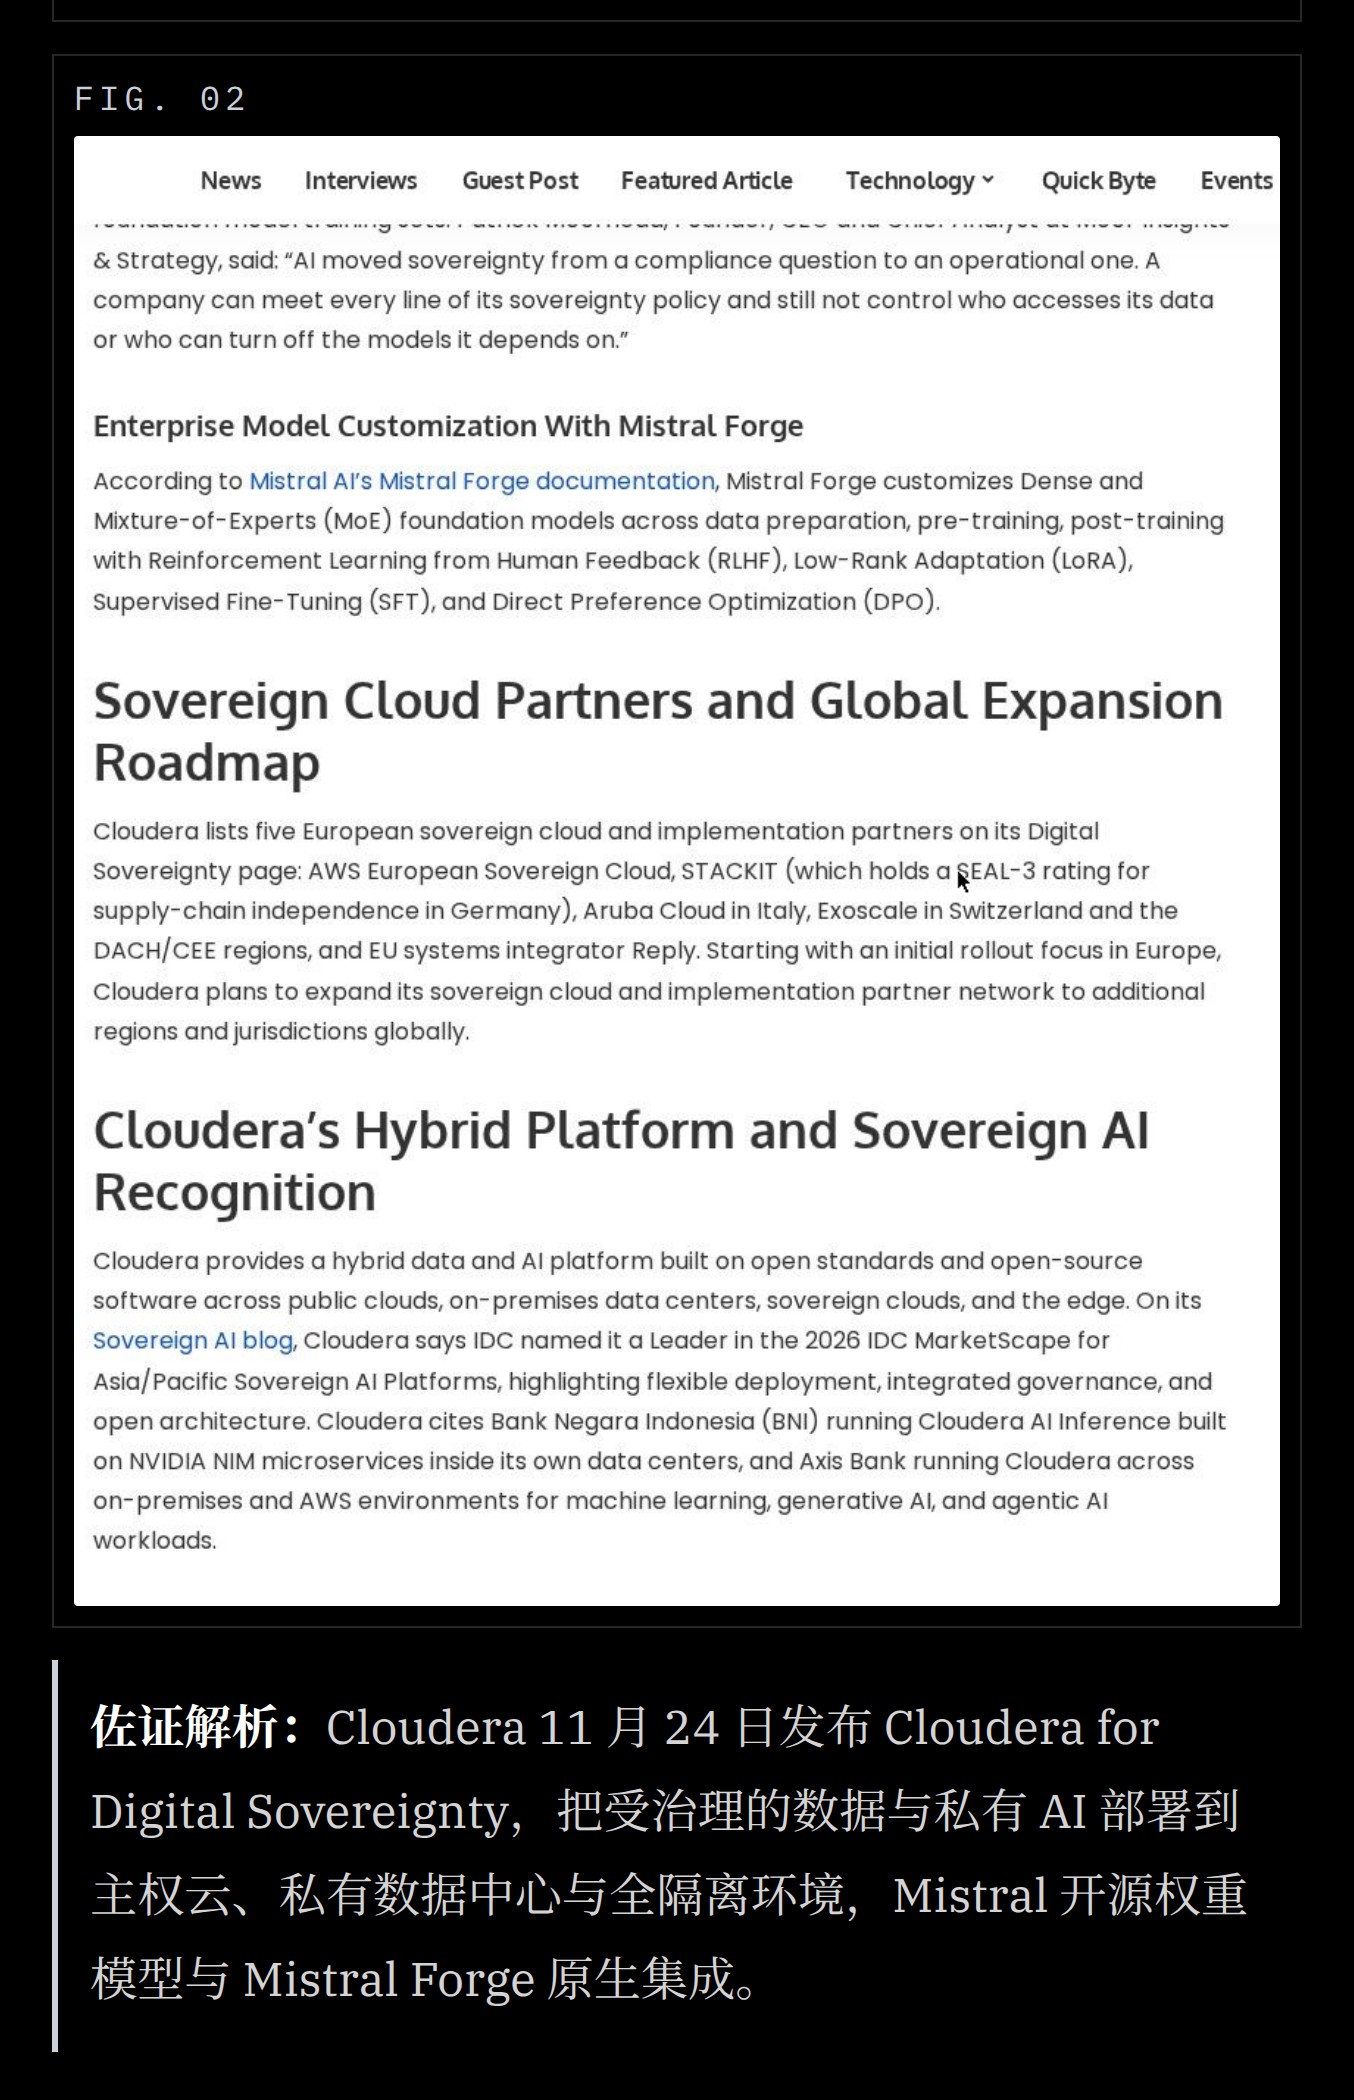 FIG. 02
News Interviews Guest Post Featured Article Technology Quick Byte Events
foundation model training sets. Patrick Moorhead, Founder, CEO and Chief Analyst at Moor Insights
& Strategy, said: “AI moved sovereignty from a compliance question to an operational one. A
company can meet every line of its sovereignty policy and still not control who accesses its data
or who can turn off the models it depends on.”
Enterprise Model Customization With Mistral Forge
According to Mistral AI’s Mistral Forge documentation, Mistral Forge customizes Dense and
Mixture-of-Experts (MoE) foundation models across data preparation, pre-training, post-training
with Reinforcement Learning from Human Feedback (RLHF), Low-Rank Adaptation (LoRA),
Supervised Fine-Tuning (SFT), and Direct Preference Optimization (DPO).
Sovereign Cloud Partners and Global Expansion
Roadmap
Cloudera lists five European sovereign cloud and implementation partners on its Digital
Sovereignty page: AWS European Sovereign Cloud, STACKIT (which holds a SEAL-3 rating for
supply-chain independence in Germany), Aruba Cloud in Italy, Exoscale in Switzerland and the
DACH/CEE regions, and EU systems integrator Reply. Starting with an initial rollout focus in Europe,
Cloudera plans to expand its sovereign cloud and implementation partner network to additional
regions and jurisdictions globally.
Cloudera’s Hybrid Platform and Sovereign AI
Recognition
Cloudera provides a hybrid data and AI platform built on open standards and open-source
software across public clouds, on-premises data centers, sovereign clouds, and the edge. On its
Sovereign AI blog, Cloudera says IDC named it a Leader in the 2026 IDC MarketScape for
Asia/Pacific Sovereign AI Platforms, highlighting flexible deployment, integrated governance, and
open architecture. Cloudera cites Bank Negara Indonesia (BNI) running Cloudera AI Inference built
on NVIDIA NIM microservices inside its own data centers, and Axis Bank running Cloudera across
on-premises and AWS environments for machine learning, generative AI, and agentic AI
workloads.
佐证解析：Cloudera 11 月 24 日发布 Cloudera for
Digital Sovereignty，把受治理的数据与私有 AI 部署到
主权云、私有数据中心与全隔离环境，Mistral 开源权重
模型与 Mistral Forge 原生集成。